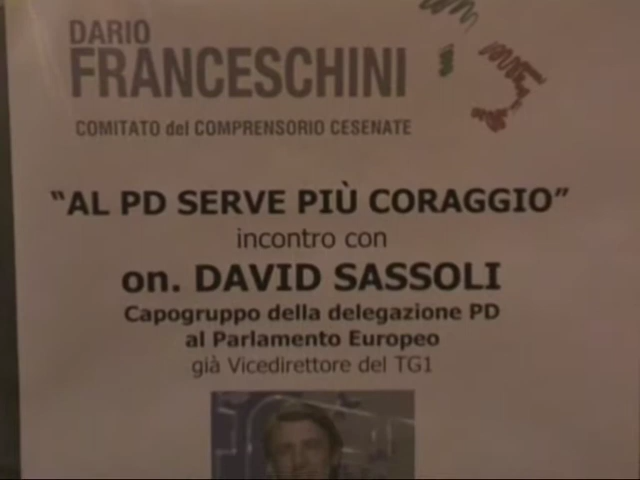 DARIO
FRANCESCHINI
COMITATO del COMPRENSORIO CESENATE
"AL PD SERVE PIÙ CORAGGIO"
incontro con
on. DAVID SASSOLI
Capogruppo della delegazione PD
al Parlamento Europeo
già Vicedirettore del TG1